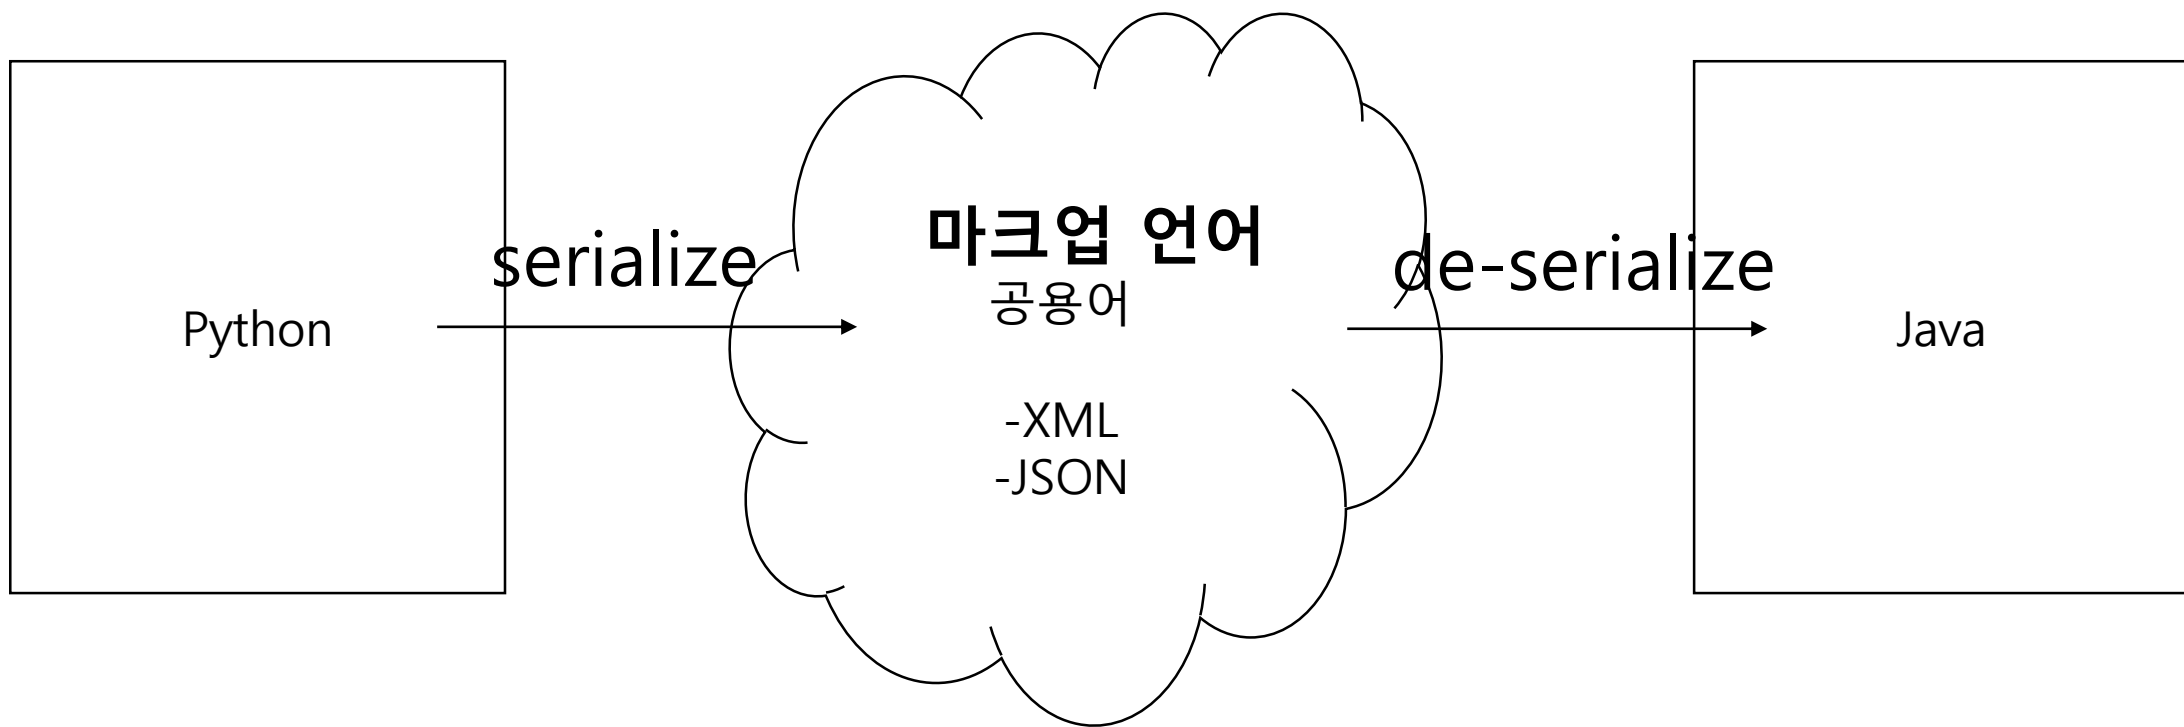 Python
serialize
마크업 언어
공용어
-XML
-JSON
de-serialize
Java